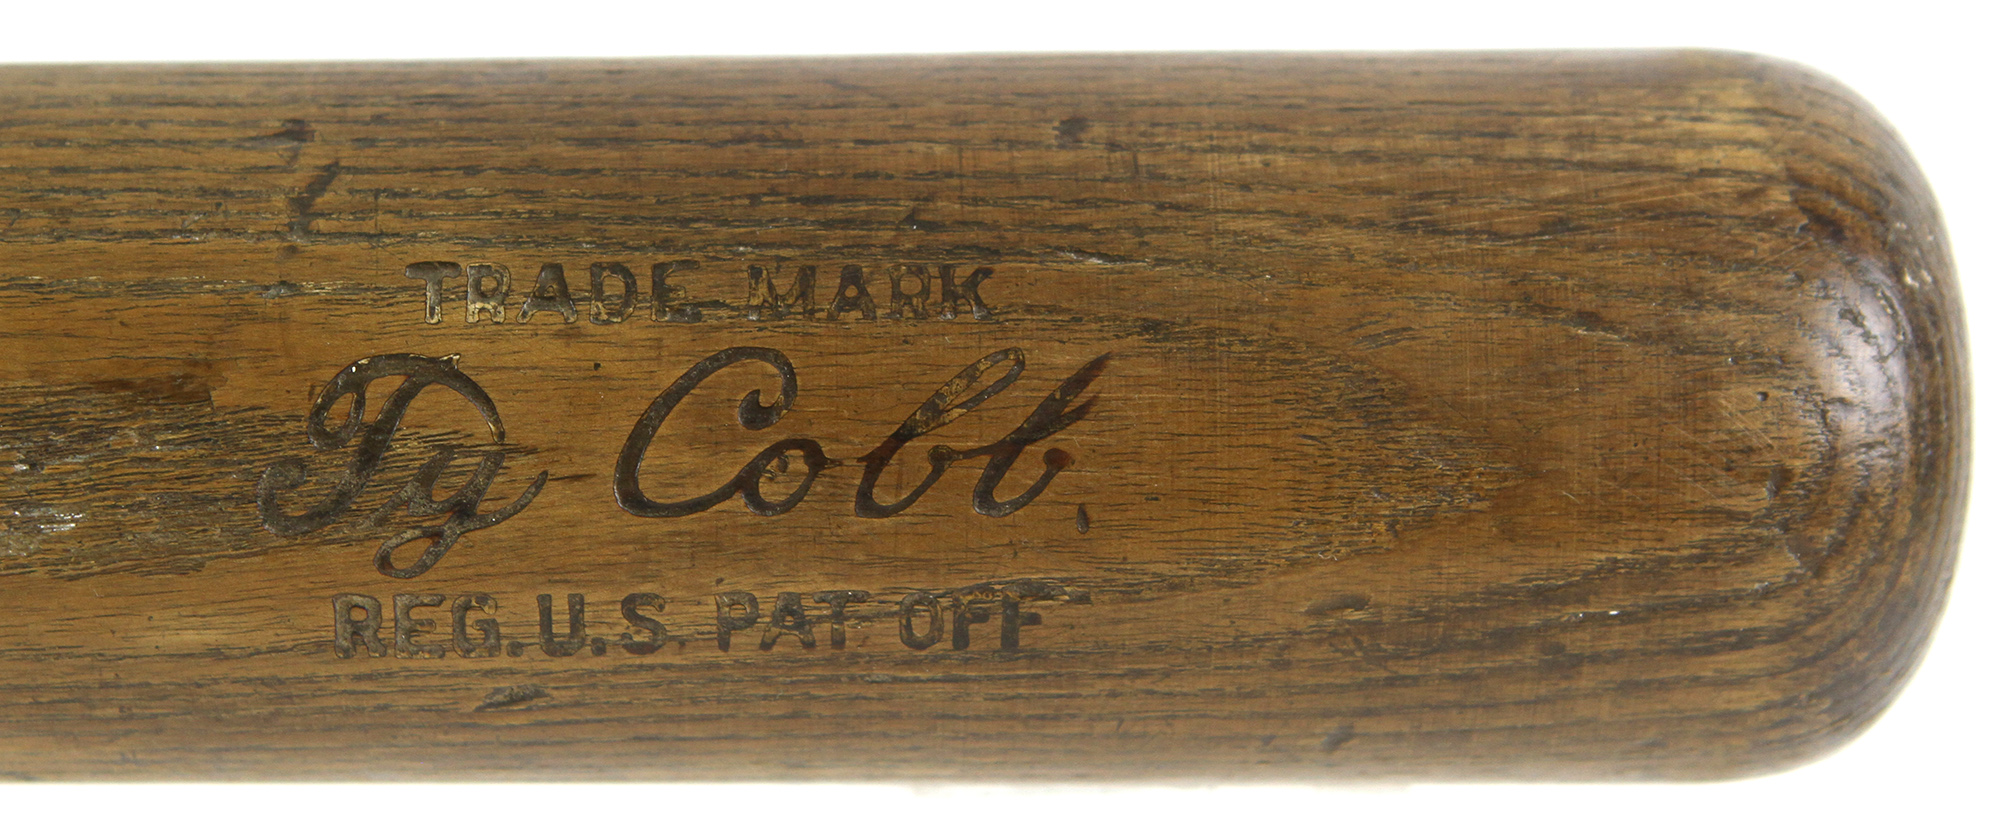 TRADE MARK
Ty Cobb
REG. U.S. PAT OFF